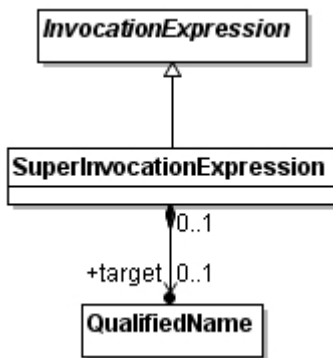 InvocationExpression
SuperInvocationExpression
0..1
+target 0..1
QualifiedName